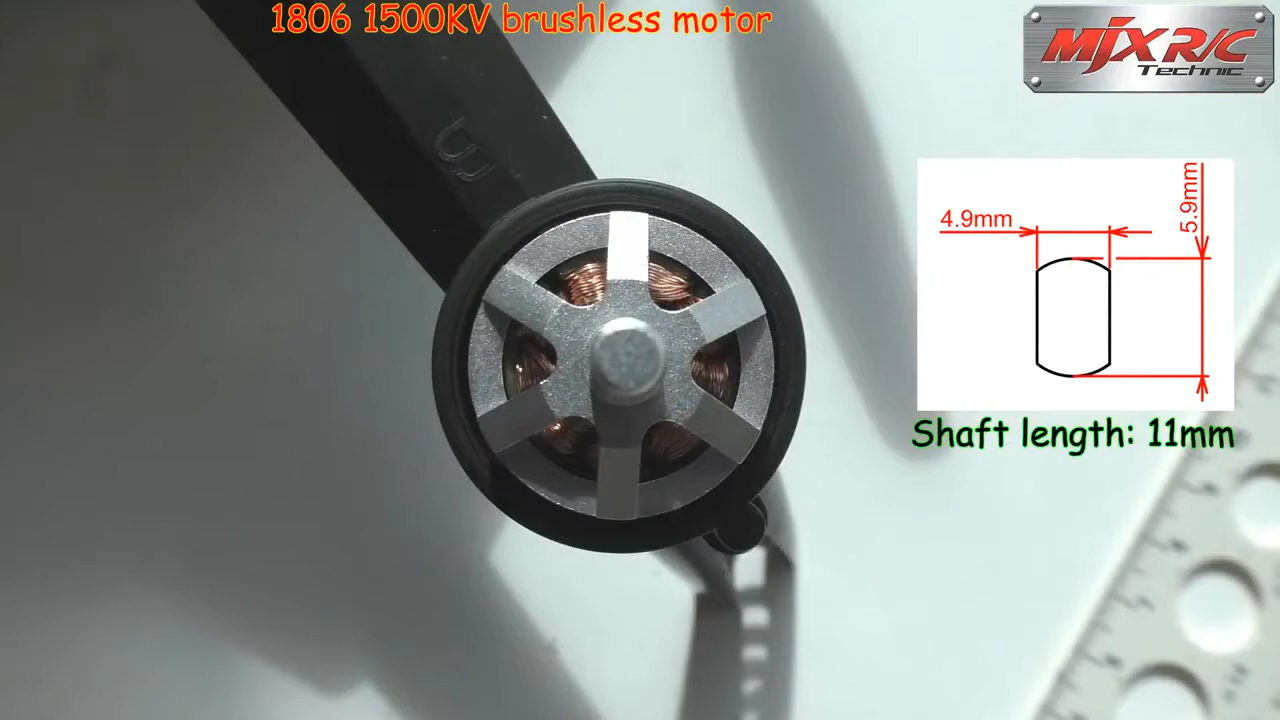 1806 1500KV brushless motor
MJX R/C
Technic
4.9mm
5.9mm
Shaft length: 11mm